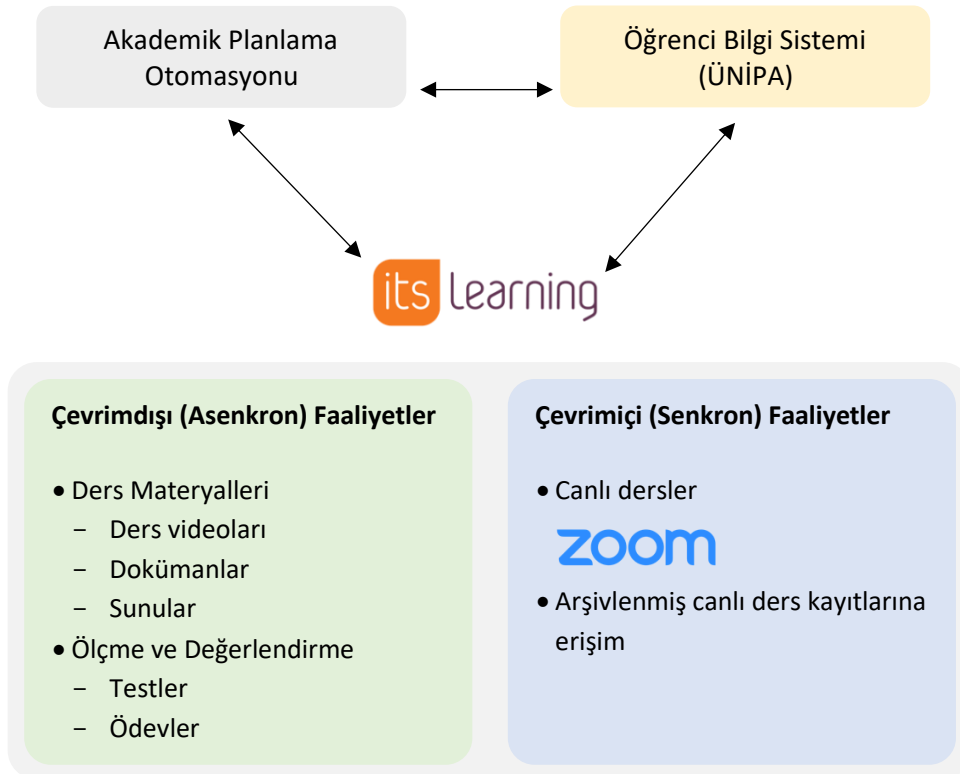 Akademik Planlama
Otomasyonu
Öğrenci Bilgi Sistemi
(ÜNİPA)
its learning
Çevrimdışı (Asenkron) Faaliyetler
• Ders Materyalleri
− Ders videoları
− Dokümanlar
− Sunular
• Ölçme ve Değerlendirme
− Testler
− Ödevler
Çevrimiçi (Senkron) Faaliyetler
• Canlı dersler
zoom
• Arşivlenmiş canlı ders kayıtlarına
erişim